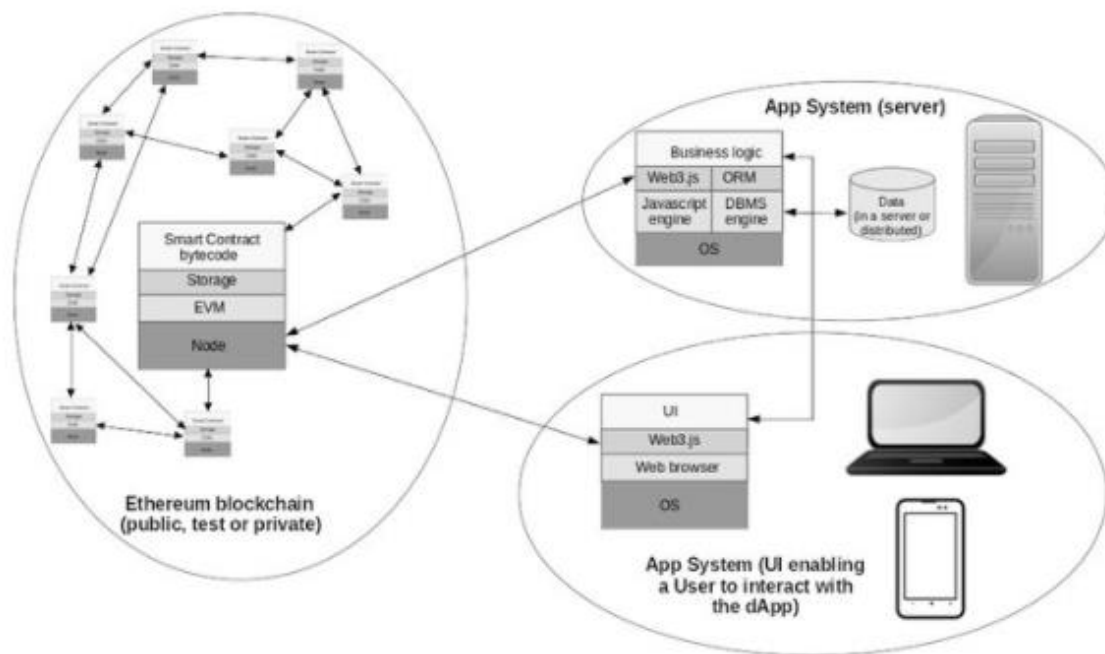 Smart Contract
bytecode
Storage
EVM
Node
Ethereum blockchain
(public, test or private)
App System (server)
Business logic
Web3.js
ORM
Javascript
engine
DBMS
engine
OS
Data
(in a server or
distributed)
UI
Web3.js
Web browser
OS
App System (UI enabling
a User to interact with
the dApp)